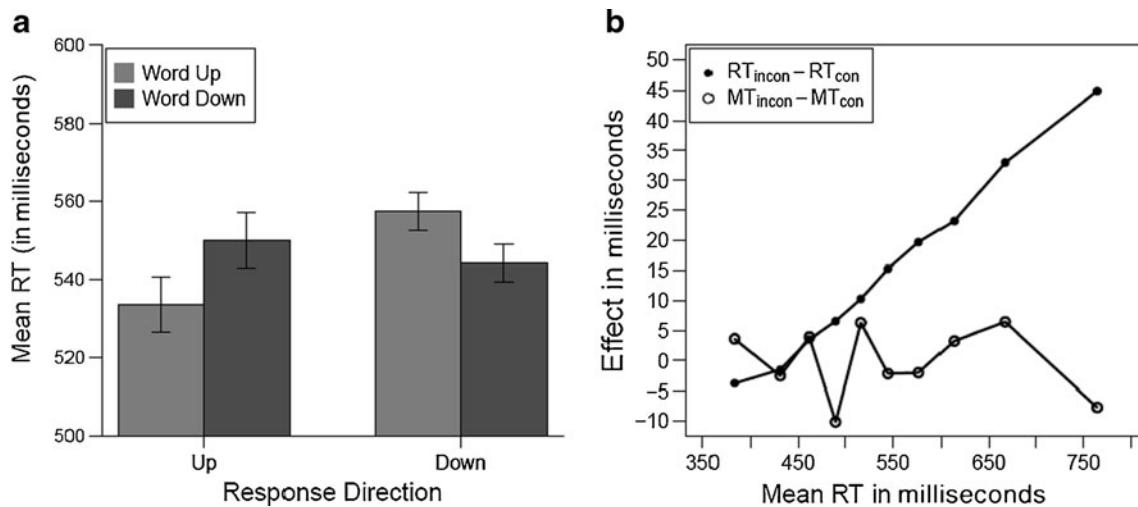 a
600
580
560
540
520
500
Mean RT (in milliseconds)
Word Up
Word Down
Up
Down
Response Direction
b
50
45
40
35
30
25
20
15
10
5
0
−5
−10
Effect in milliseconds
RTincon − RTcon
MTincon − MTcon
350
450
550
650
750
Mean RT in milliseconds